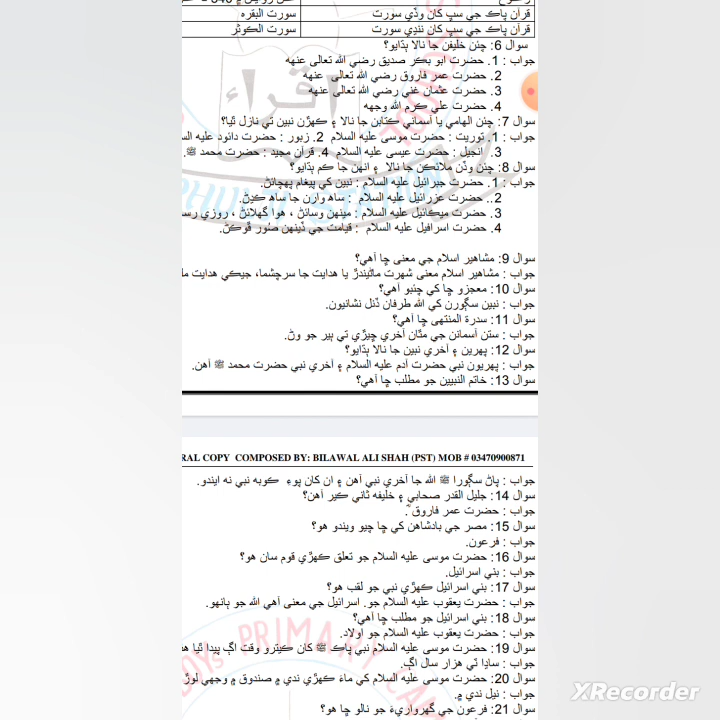 قرآن پاڪ جي سڀ کان وڏي سورت سورت البقره
قرآن پاڪ جي سڀ کان ننڍي سورت سورت الڪوثر
سوال 6: چئن خليفن جا نالا ٻڌايو؟
جواب : 1. حضرت ابو بڪر صديق رضي الله تعالى عنهه
2. حضرت عمر فاروق رضي الله تعالى عنهه
3. حضرت عثمان غني رضي الله تعالى عنهه
4. حضرت علي ڪرم الله وجهه
سوال 7: چئن الهامي يا آسماني ڪتابن جا نالا ۽ ڪهڙن نبين تي نازل ٿيا؟
جواب : 1. توريت : حضرت موسى عليه السلام 2. زبور : حضرت دائود عليه
3. انجيل : حضرت عيسى عليه السلام 4. قرآن مجيد : حضرت محمد ﷺ.
سوال 8: چئن وڏن ملائڪن جا نالا ۽ انهن جا ڪم ٻڌايو؟
جواب : 1. حضرت جبرائيل عليه السلام : نبين کي پيغام پهچائڻ.
2.. حضرت عزرائيل عليه السلام : ساهه وارن جا ساهه ڪڍڻ.
3. حضرت ميڪائيل عليه السلام : مينهن وسائڻ ، هوا گهلائڻ ، روزي
4. حضرت اسرافيل عليه السلام : قيامت جي ڏينهن صُور ڦوڪڻ.
سوال 9: مشاهير اسلام جي معنى ڇا آهي؟
جواب : مشاهير اسلام معنى شهرت ماڻيندڙ يا هدايت جا سرچشما، جيڪي هدايت
سوال 10: معجزو ڇا کي چئبو آهي؟
جواب : نبين سڳورن کي الله طرفان ڏنل نشانيون.
سوال 11: سدرة المنتهى ڇا آهي؟
جواب : ستن آسمانن جي مٿان آخري ڇيڙي تي ٻير جو وڻ.
سوال 12: پهرين ۽ آخري نبين جا نالا ٻڌايو؟
جواب : پهريون نبي حضرت آدم عليه السلام ۽ آخري نبي حضرت محمد ﷺ آهن.
سوال 13: خاتم النبيين جو مطلب ڇا آهي؟
RAL COPY COMPOSED BY: BILAWAL ALI SHAH (PST) MOB # 03470900871
جواب : پاڻ سڳورا ﷺ الله جا آخري نبي آهن ۽ ان کان پوءِ ڪوبه نبي نه ايندو.
سوال 14: جليل القدر صحابي ۽ خليفه ثاني ڪير آهن؟
جواب : حضرت عمر فاروق ؓ.
سوال 15: مصر جي بادشاهن کي ڇا چيو ويندو هو؟
جواب : فرعون.
سوال 16: حضرت موسى عليه السلام جو تعلق ڪهڙي قوم سان هو؟
جواب : بني اسرائيل.
سوال 17: بني اسرائيل ڪهڙي نبي جو لقب هو؟
جواب : حضرت يعقوب عليه السلام جو. اسرائيل جي معنى آهي الله جو ٻانهو.
سوال 18: بني اسرائيل جو مطلب ڇا آهي؟
جواب : حضرت يعقوب عليه السلام جو اولاد.
سوال 19: حضرت موسى عليه السلام نبي پاڪ ﷺ کان ڪيترو وقت اڳ پيدا ٿيا
جواب : ساڍا ٽي هزار سال اڳ.
سوال 20: حضرت موسى عليه السلام کي ماءَ ڪهڙي ندي ۾ صندوق ۾ وجهي
جواب : نيل ندي ۾.
سوال 21: فرعون جي گهرواريءَ جو نالو ڇا هو؟
اقراء
PRIMARY
XRecorder